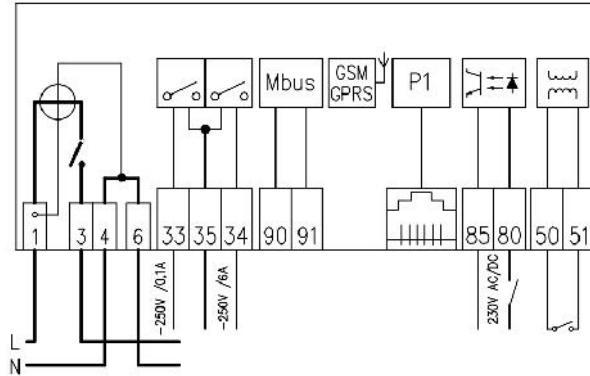 Mbus
GSM
GPRS
P1
1 3 4 6 33 35 34 90 91 85 80 50 51
~250V /0,1A
~250V /6A
230V AC/DC
L
N